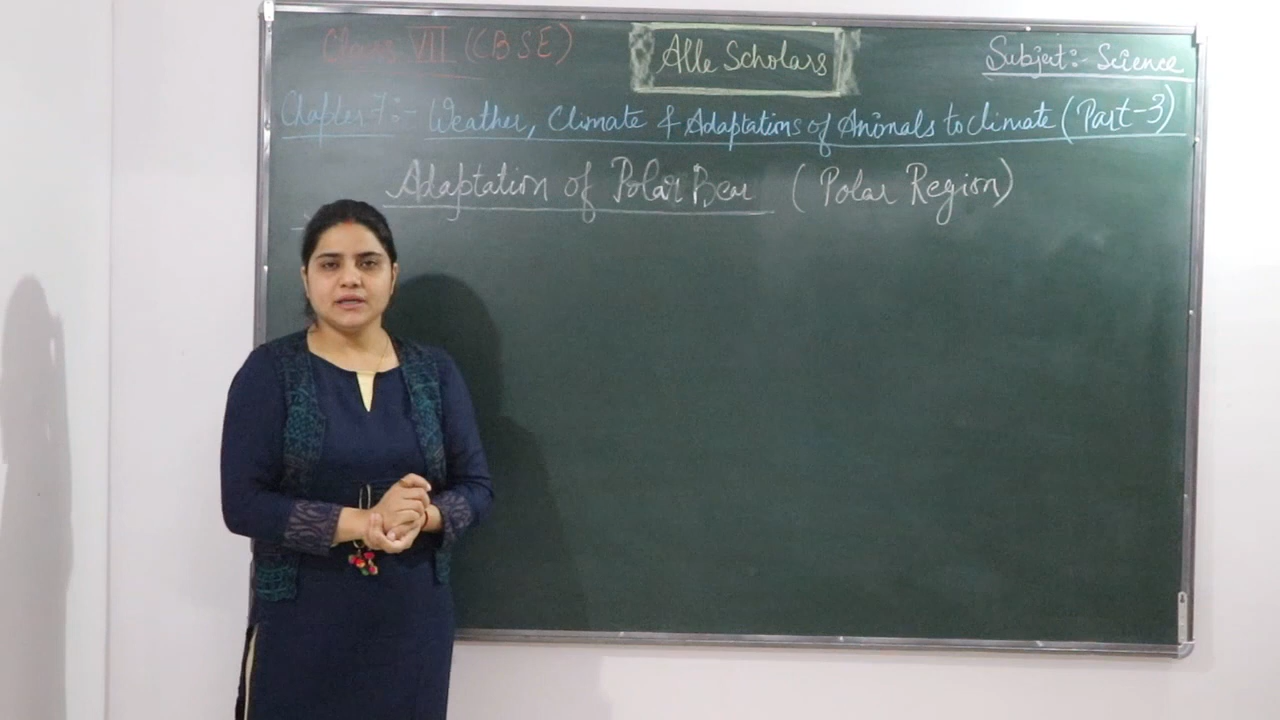 Class VII (CBSE)
Alle Scholars
Subject:- Science
Chapter 7:- Weather, Climate & Adaptations of Animals to Climate (Part-3)
Adaptation of Polar Bear (Polar Region)